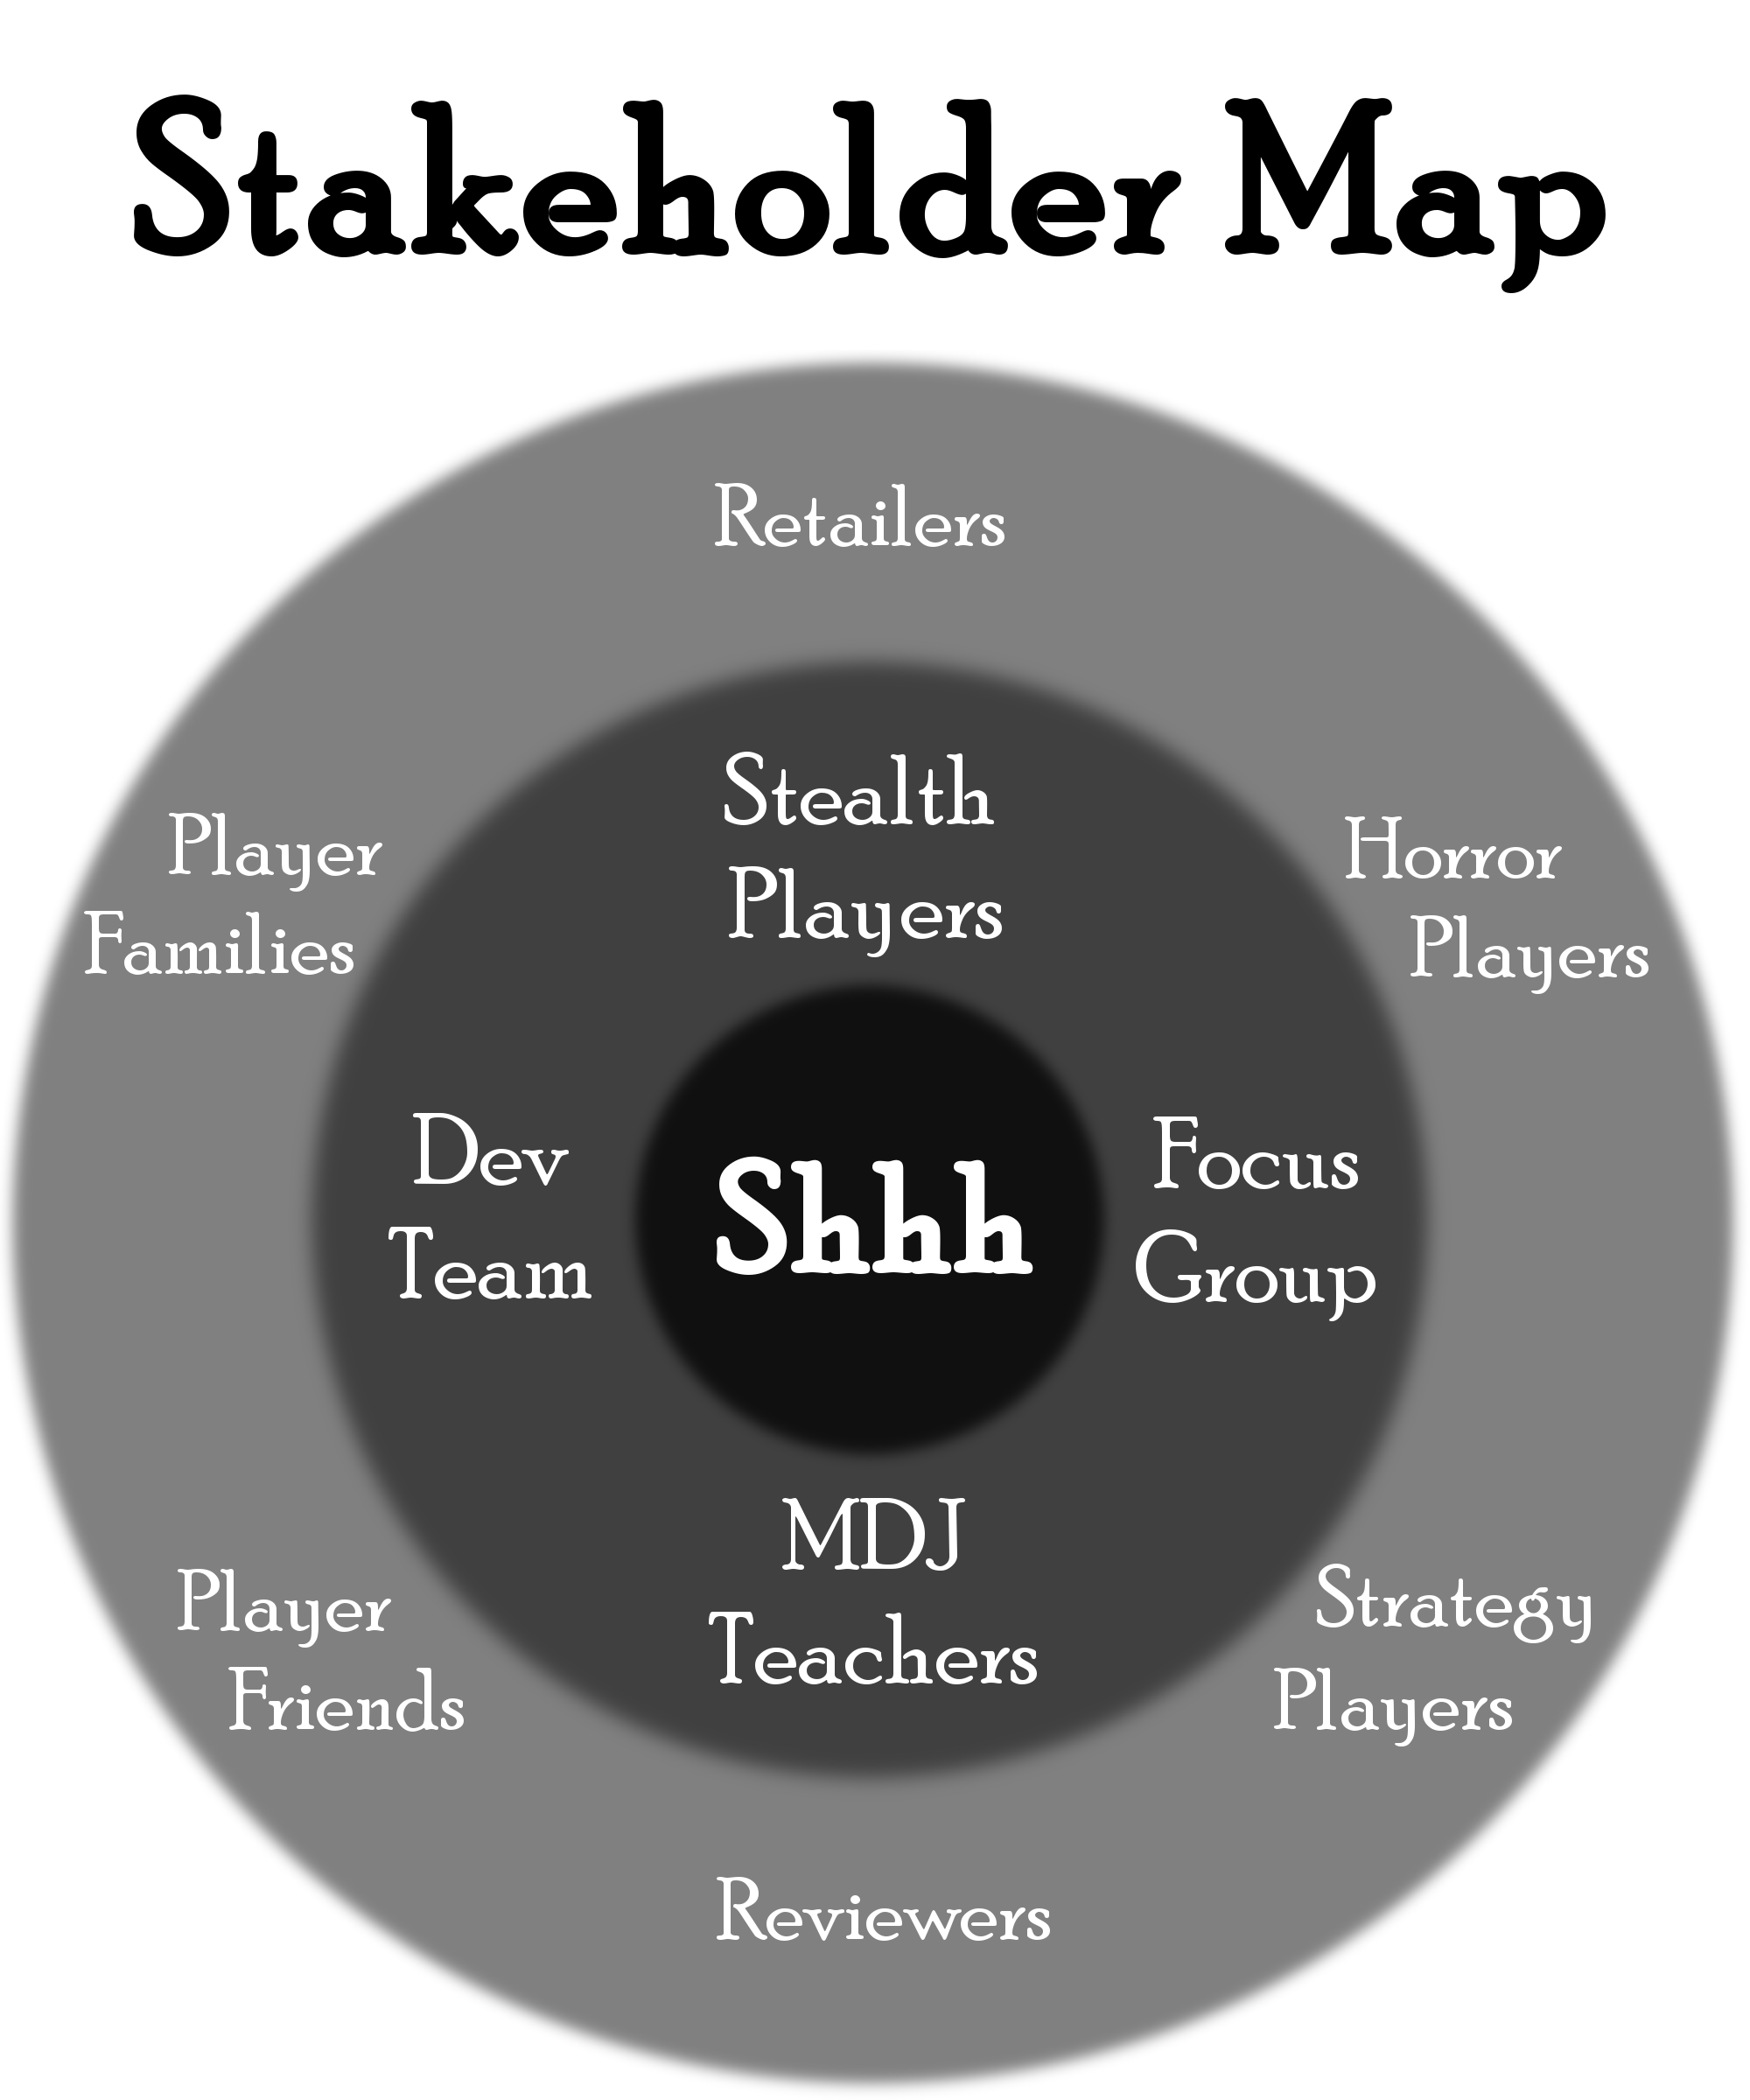 Stakeholder Map
Retailers
Stealth
Players
Player
Families
Horror
Players
Dev
Team
Shhh
Focus
Group
MDJ
Teachers
Player
Friends
Strategy
Players
Reviewers